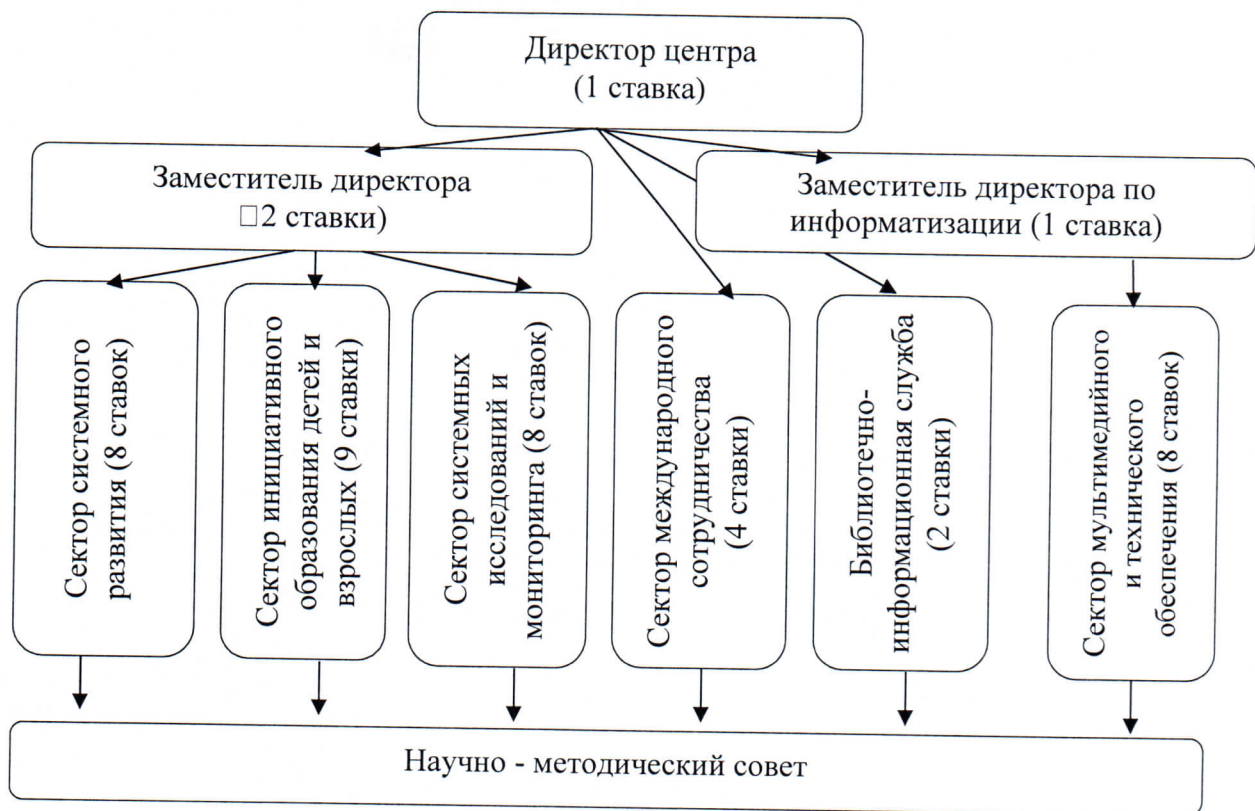 Директор центра
(1 ставка)
Заместитель директора
□2 ставки)
Заместитель директора по
информатизации (1 ставка)
Сектор системного
развития (8 ставок)
Сектор инициативного
образования детей и
взрослых (9 ставки)
Сектор системных
исследований и
мониторинга (8 ставок)
Сектор международного
сотрудничества
(4 ставки)
Библиотечно-
информационная служба
(2 ставки)
Сектор мультимедийного
и технического
обеспечения (8 ставок)
Научно - методический совет